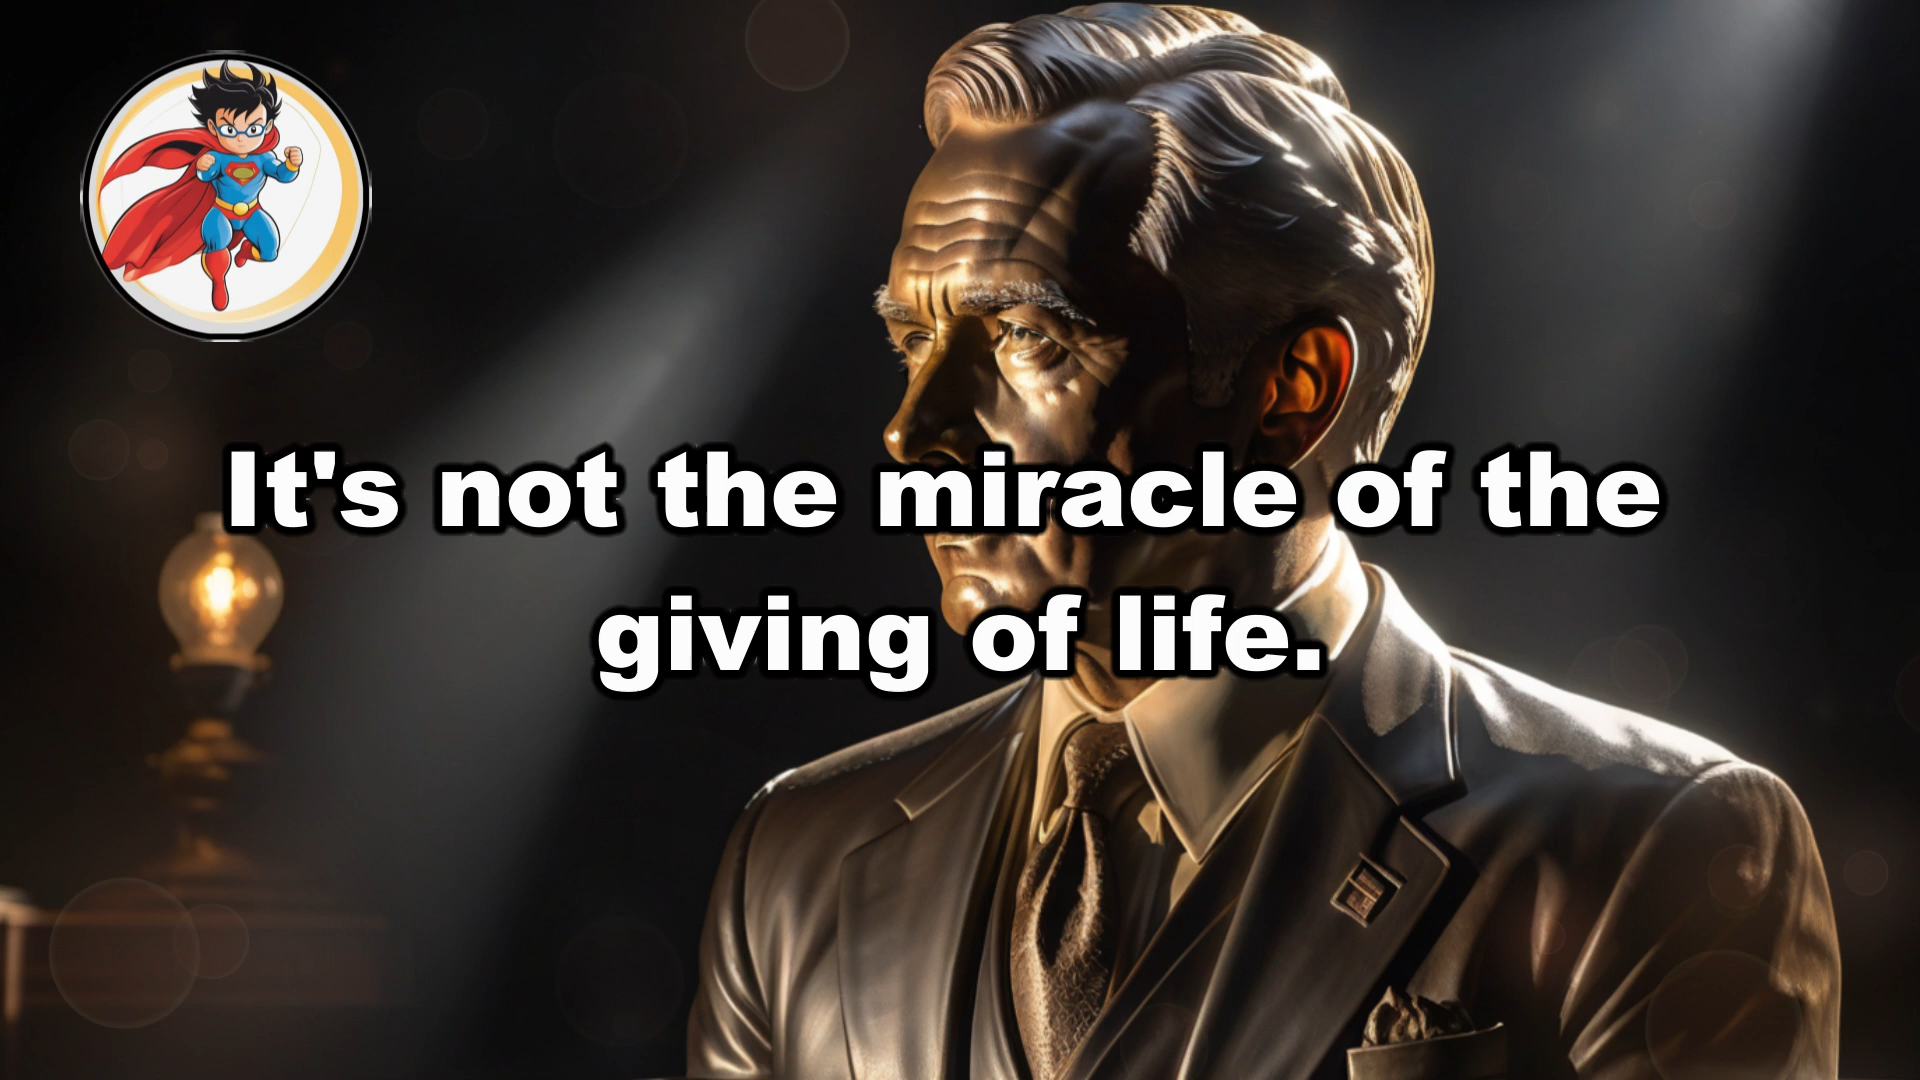 It's not the miracle of the
giving of life.